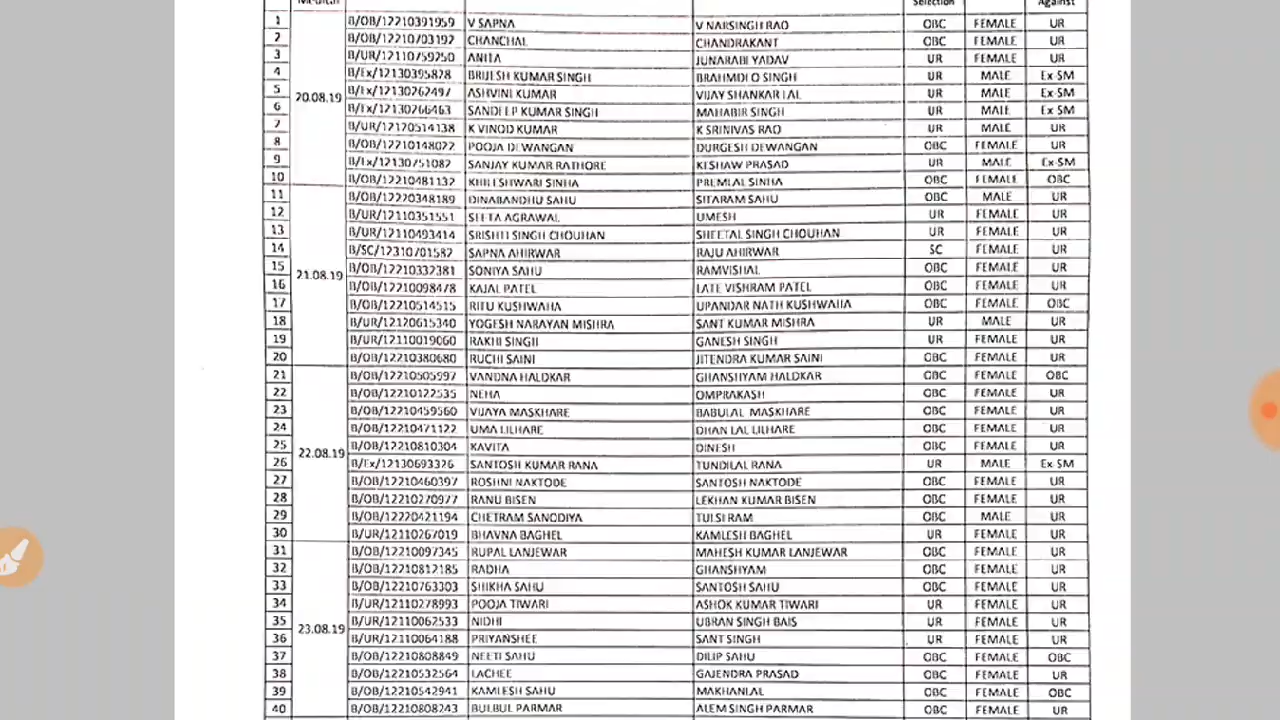 Selection Against
1 B/OB/12210391959 V SAPNA V NARSINGH RAO OBC FEMALE UR
2 B/OB/12210703192 CHANCHAL CHANDRAKANT OBC FEMALE UR
3 B/UR/12110759250 ANITA JUNARABI YADAV UR FEMALE UR
4 B/Ex/12130395828 BRIJESH KUMAR SINGH SINGH UR MALE Ex SM
5 B/Ex/12130262497 ASHVINI KUMAR VIJAY SHANKAR LAL UR MALE Ex-SM
6 B/Ex/12130266463 SANDEEP KUMAR SINGH MAHABIR SINGH UR MALE Ex-SM
7 B/UR/12120514138 K VINOD KUMAR K SRINIVAS RAO UR MALE UR
8 B/OB/12210148022 POOJA DEWANGAN DURGESH DEWANGAN OBC FEMALE UR
9 B/Ex/12130751082 SANJAY KUMAR RATHORE KESHAW PRASAD UR MALE Ex-SM
10 B/OB/12210481132 KHILESHWARI SINHA PREMLAL SINHA OBC FEMALE OBC
20.08.19
11 B/OB/12220348189 DINABANDHU SAHU SITARAM SAHU OBC MALE UR
12 B/UR/12110351551 SEETA AGRAWAL UMESH UR FEMALE UR
13 B/UR/12110493414 SRISHTI SINGH CHOUHAN SHEETAL SINGH CHOUHAN UR FEMALE UR
14 B/SC/12310701582 SAPNA AHIRWAR RAJU AHIRWAR SC FEMALE UR
15 B/OB/12210332381 SONIYA SAHU RAMVISHAL OBC FEMALE UR
16 B/OB/12210098478 KAJAL PATEL LATE VISHRAM PATEL OBC FEMALE UR
17 B/OB/12210514515 RITU KUSHWAHA UPANDAR NATH KUSHWAHA OBC FEMALE OBC
18 B/UR/12120615340 YOGESH NARAYAN MISHRA SANT KUMAR MISHRA UR MALE UR
19 B/UR/12110019060 RAKHI SINGH GANESH SINGH UR FEMALE UR
20 B/OB/12210380680 RUCHI SAINI JITENDRA KUMAR SAINI OBC FEMALE UR
21.08.19
21 B/OB/12210505997 VANDNA HALDKAR GHANSHYAM HALDKAR OBC FEMALE OBC
22 B/OB/12210122535 NEHA OMPRAKASH OBC FEMALE UR
23 B/OB/12210459560 VIJAYA MASKHARE BABULAL MASKHARE OBC FEMALE UR
24 B/OB/12210471122 UMA LILHARE DHAN LAL LILHARE OBC FEMALE UR
25 B/OB/12210810304 KAVITA DINESH OBC FEMALE UR
26 B/Ex/12130693326 SANTOSH KUMAR RANA TUNDILAL RANA UR MALE Ex SM
27 B/OB/12210460397 ROSHNI NAKTODE SANTOSH NAKTODE OBC FEMALE UR
28 B/OB/12210270977 RANU BISEN LEKHAN KUMAR BISEN OBC FEMALE UR
29 B/OB/12220421194 CHETRAM SANODIYA TULSI RAM OBC MALE UR
30 B/UR/12110267019 BHAVNA BAGHEL KAMLESH BAGHEL UR FEMALE UR
22.08.19
31 B/OB/12210097345 RUPAL LANJEWAR MAHESH KUMAR LANJEWAR OBC FEMALE UR
32 B/OB/12210812185 RADHA GHANSHYAM OBC FEMALE UR
33 B/OB/12210763303 SHIKHA SAHU SANTOSH SAHU OBC FEMALE UR
34 B/UR/12110278993 POOJA TIWARI ASHOK KUMAR TIWARI UR FEMALE UR
35 B/UR/12110062533 NIDHI UBRAN SINGH BAIS UR FEMALE UR
36 B/UR/12110064188 PRIYANSHEE SANT SINGH UR FEMALE UR
37 B/OB/12210808849 NEETI SAHU DILIP SAHU OBC FEMALE OBC
38 B/OB/12210532564 LACHEE GAJENDRA PRASAD OBC FEMALE UR
39 B/OB/12210542941 KAMLESH SAHU MAKHANLAL OBC FEMALE OBC
40 B/OB/12210808243 BULBUL PARMAR ALEM SINGH PARMAR OBC FEMALE UR
23.08.19